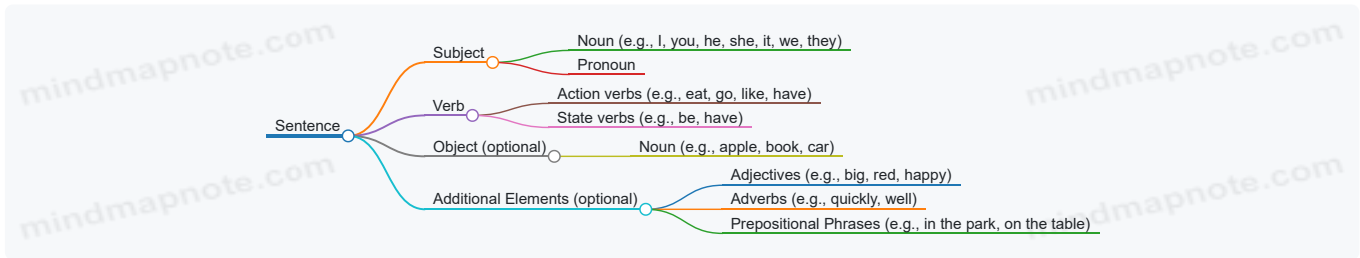 mindmapnote.com
mindmapnote.com
Noun (e.g., I, you, he, she, it, we, they)
Subject
Pronoun
Action verbs (e.g., eat, go, like, have)
Verb
State verbs (e.g., be, have)
Sentence
Object (optional)
Noun (e.g., apple, book, car)
mindmapnote.com
mindmapnote.com
Adjectives (e.g., big, red, happy)
Additional Elements (optional)
Adverbs (e.g., quickly, well)
Prepositional Phrases (e.g., in the park, on the table)